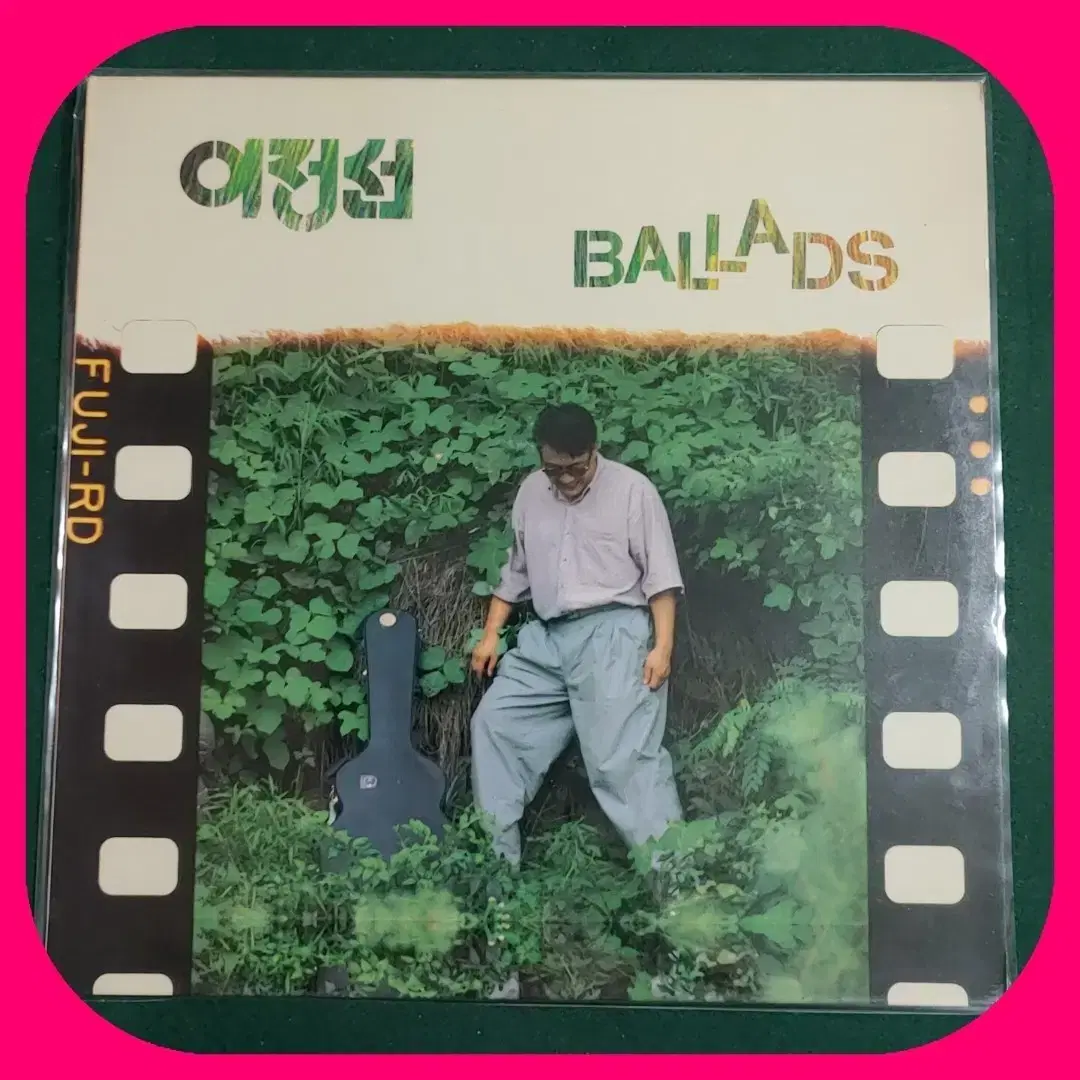 이정선
BALLADS
FUJI-RD